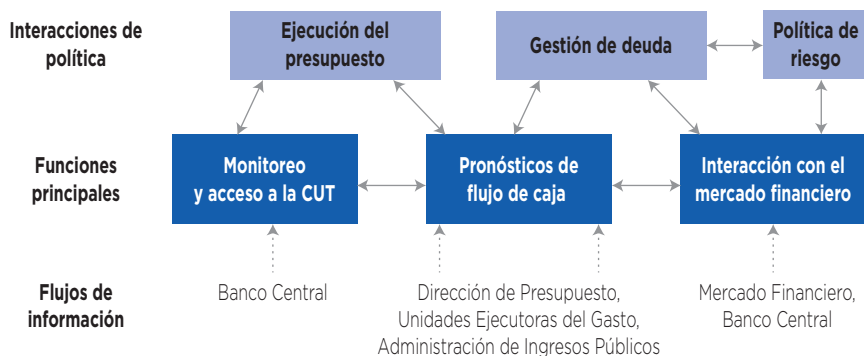 Interacciones de
política
Ejecución del
presupuesto
Gestión de deuda
Política de
riesgo
Funciones
principales
Monitoreo
y acceso a la CUT
Pronósticos de
flujo de caja
Interacción con el
mercado financiero
Flujos de
información
Banco Central
Dirección de Presupuesto,
Unidades Ejecutoras del Gasto,
Administración de Ingresos Públicos
Mercado Financiero,
Banco Central